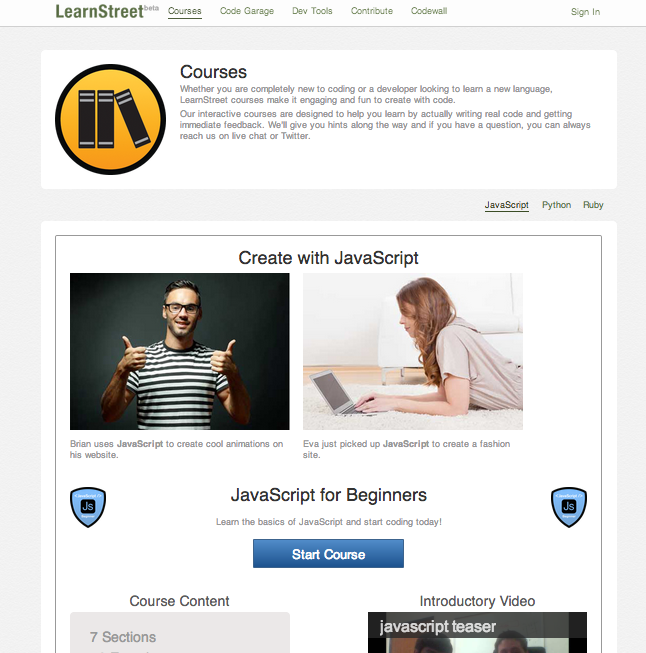 LearnStreet beta Courses Code Garage Dev Tools Contribute Codewall Sign In
Courses
Whether you are completely new to coding or a developer looking to learn a new language,
LearnStreet courses make it engaging and fun to create with code.
Our interactive courses are designed to help you learn by actually writing real code and getting
immediate feedback. We'll give you hints along the way and if you have a question, you can always
reach us on live chat or Twitter.
JavaScript Python Ruby
Create with JavaScript
Brian uses JavaScript to create cool animations on
his website.
Eva just picked up JavaScript to create a fashion
site.
Js
JavaScript for Beginners
Js
Learn the basics of JavaScript and start coding today!
Start Course
Course Content
Introductory Video
7 Sections
javascript teaser